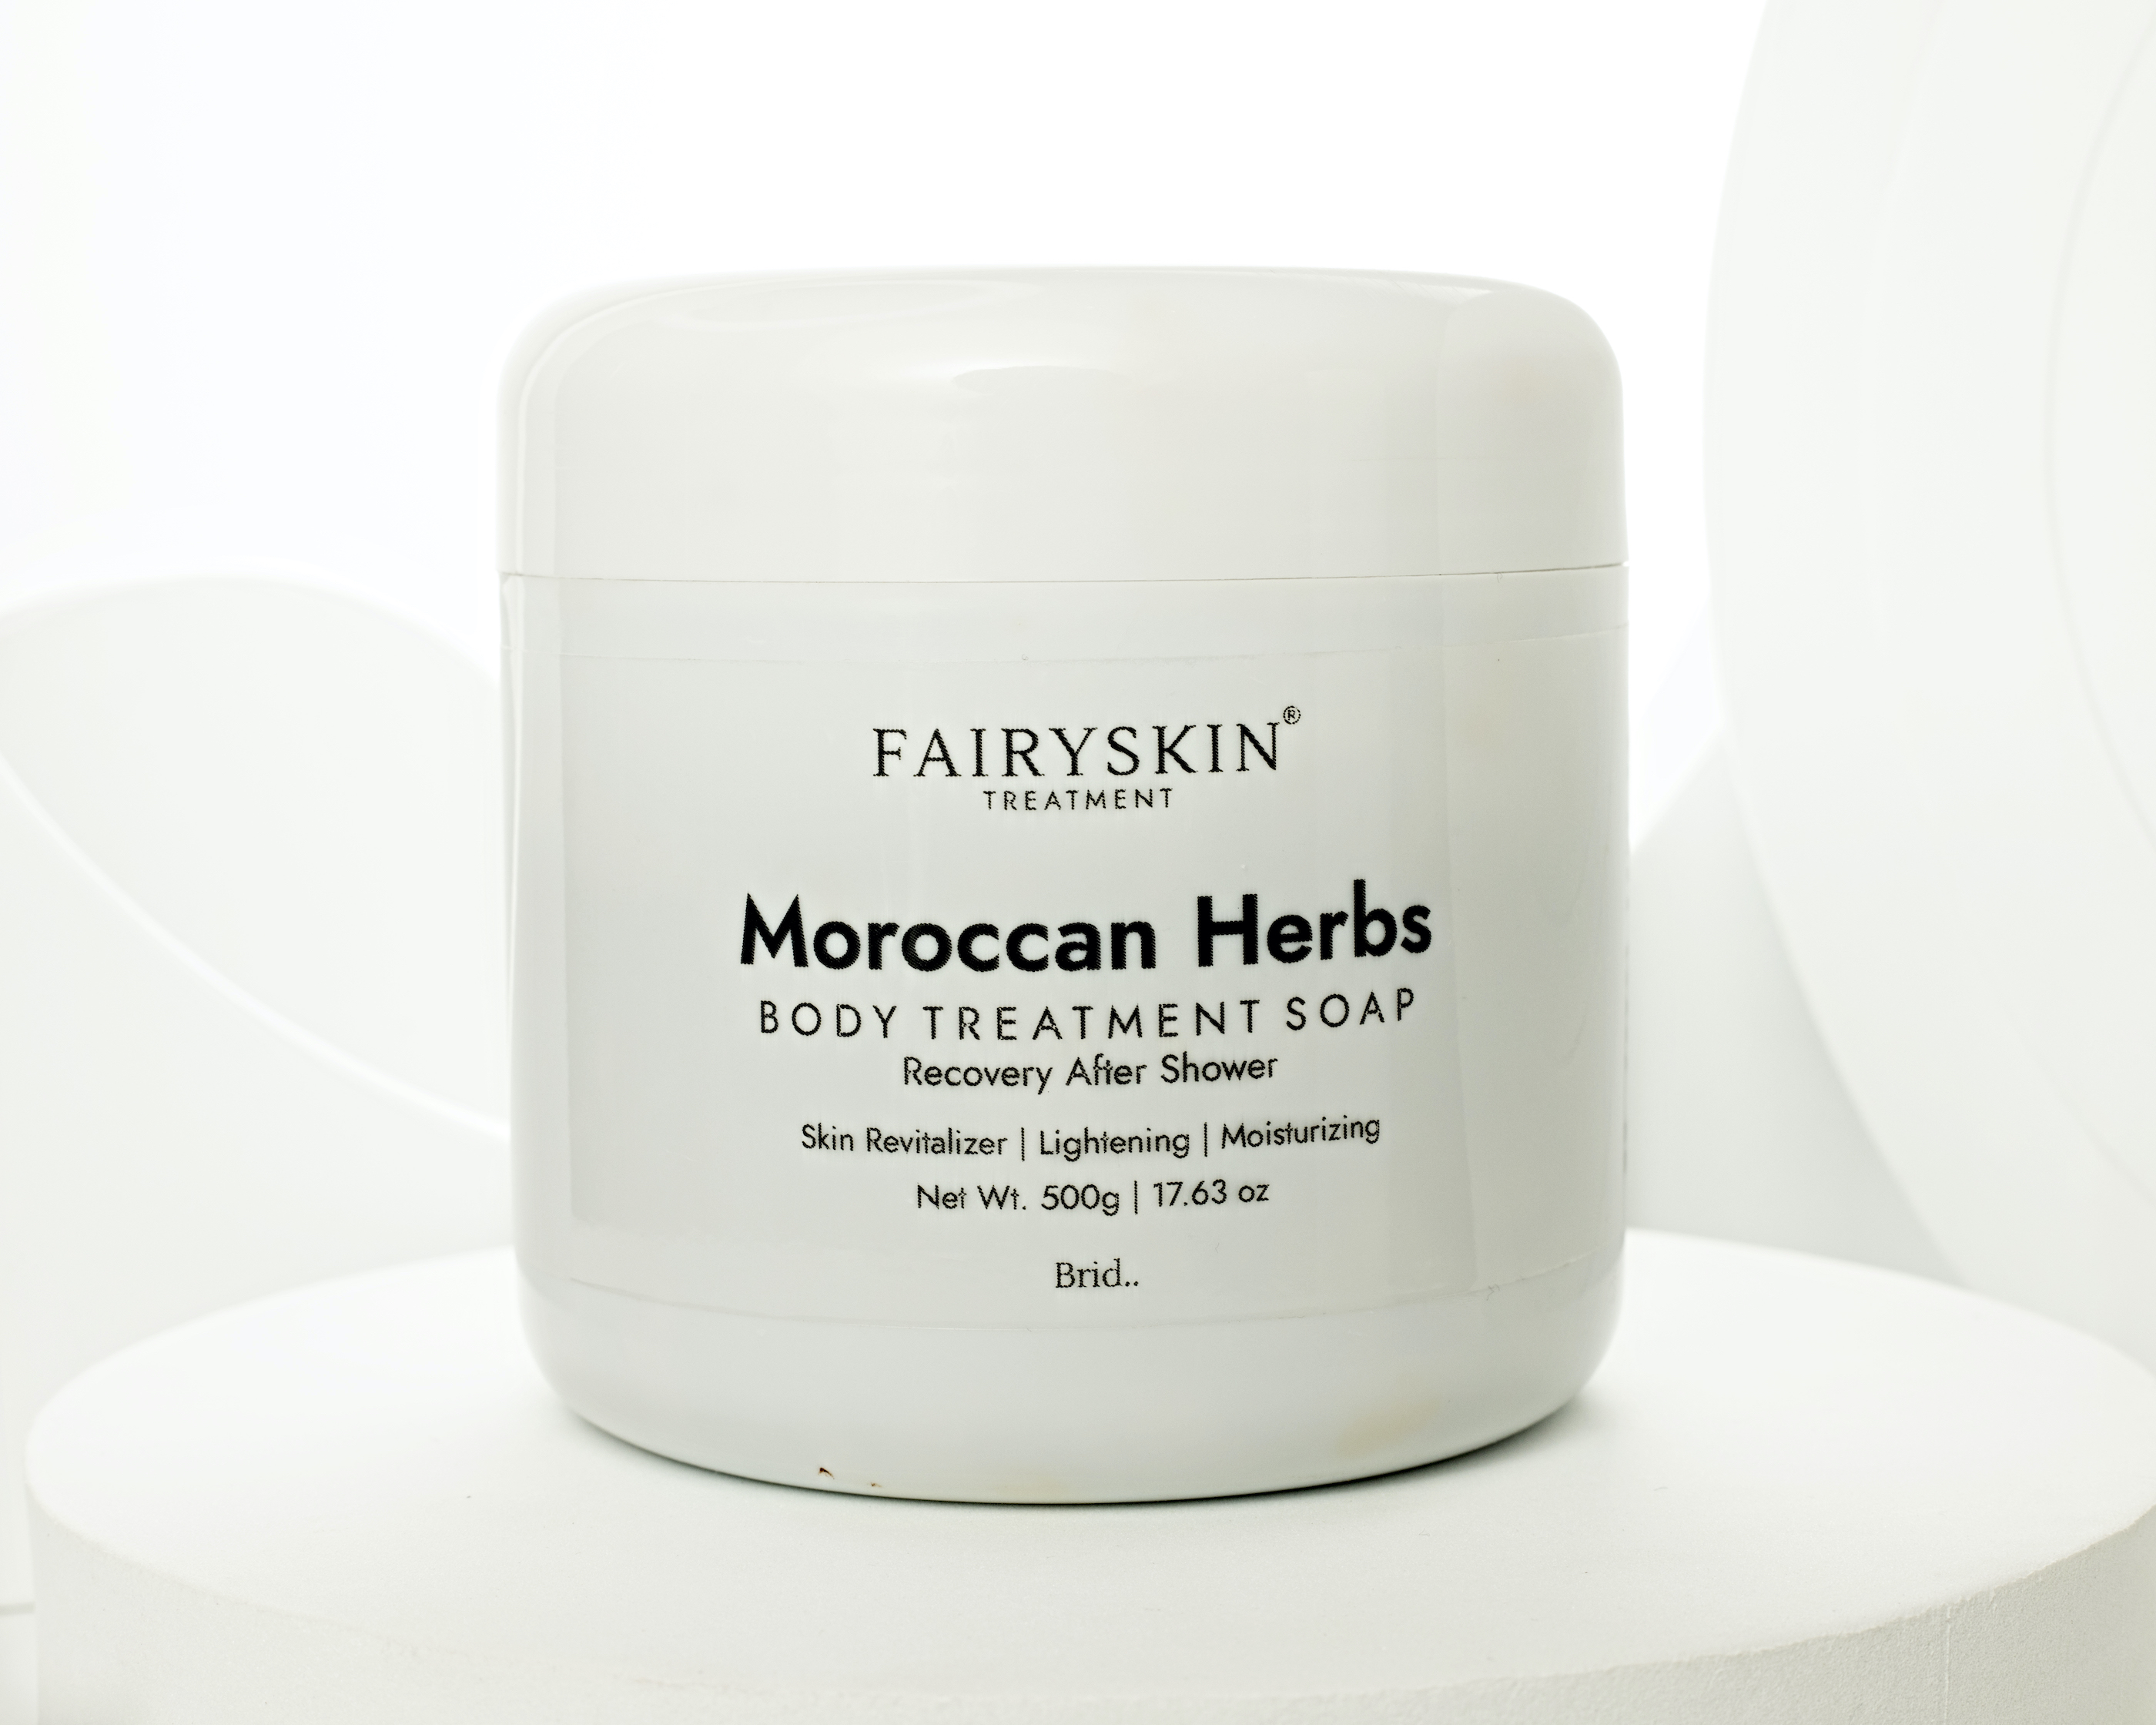 FAIRYSKIN®
TREATMENT
Moroccan Herbs
BODY TREATMENT SOAP
Recovery After Shower
Skin Revitalizer | Lightening | Moisturizing
Net Wt. 500g | 17.63 oz
Brid..